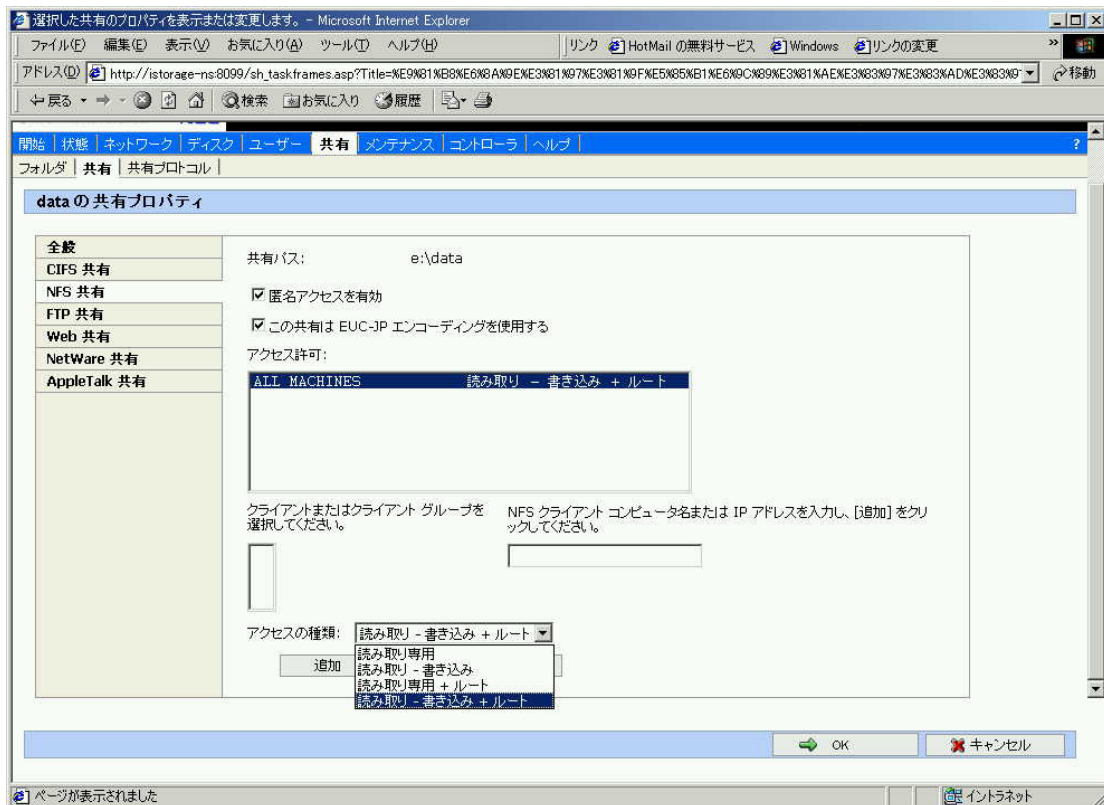 選択した共有のプロパティを表示または変更します。 - Microsoft Internet Explorer
ファイル(F) 編集(E) 表示(V) お気に入り(A) ツール(T) ヘルプ(H) リンク HotMail の無料サービス Windows リンクの変更 »
アドレス(D) http://istorage-ns:8099/sh_taskframes.asp?Title=%E9%81%B8%E6%8A%9E%E3%81%97%E3%81%9F%E5%85%B1%E6%9C%89%E3%81%AE%E3%83%97%E3%83%AD%E3%83%9 移動
戻る 検索 お気に入り 履歴
開始 状態 ネットワーク ディスク ユーザー 共有 メンテナンス コントローラ ヘルプ ?
フォルダ 共有 共有プロトコル
data の 共有プロパティ
全般
CIFS 共有
NFS 共有
FTP 共有
Web 共有
NetWare 共有
AppleTalk 共有
共有パス: e:\data
匿名アクセスを有効
この共有は EUC-JP エンコーディングを使用する
アクセス許可:
ALL MACHINES 読み取り - 書き込み + ルート
クライアントまたはクライアント グループを
選択してください。
NFS クライアント コンピュータ名または IP アドレスを入力し、[追加] をクリ
ックしてください。
アクセスの種類: 読み取り - 書き込み + ルート
読み取り専用
読み取り - 書き込み
読み取り専用 + ルート
読み取り - 書き込み + ルート
追加
OK キャンセル
ページが表示されました イントラネット